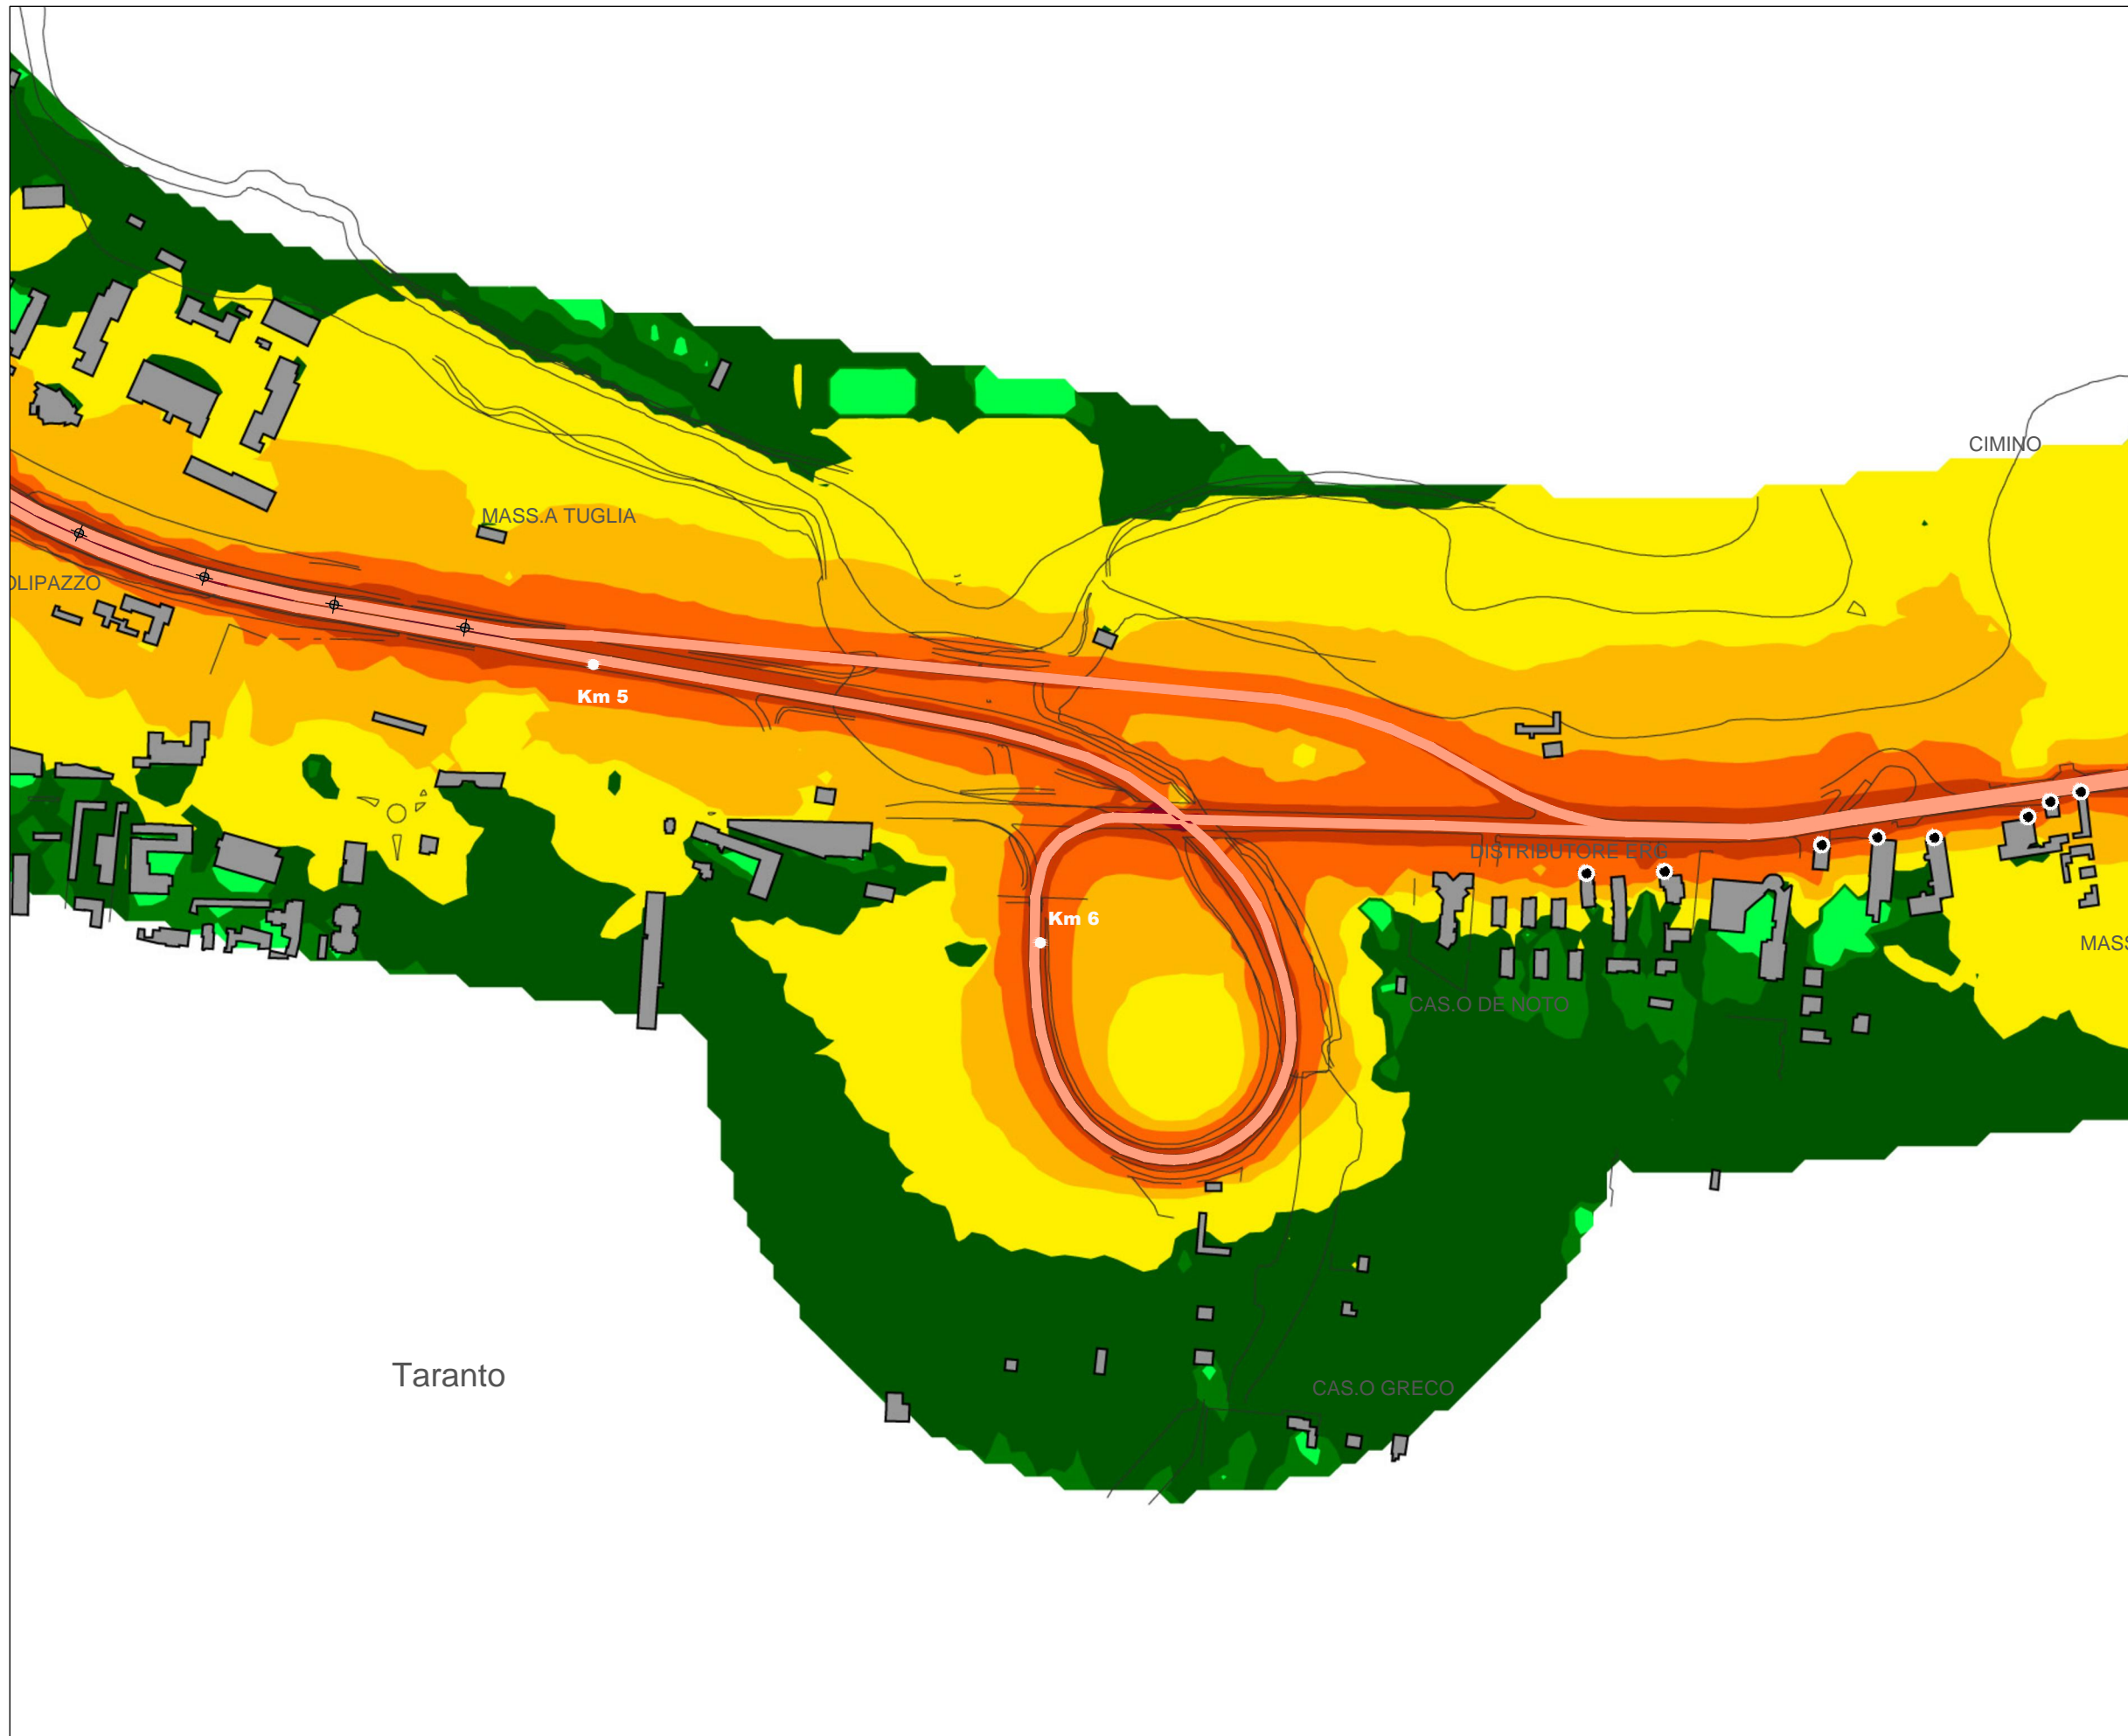 CIMINO
MASS.A TUGLIA
OLIPAZZO
Km 5
DISTRIBUTORE ERG
Km 6
MASS
CAS.O DE NOTO
Taranto
CAS.O GRECO